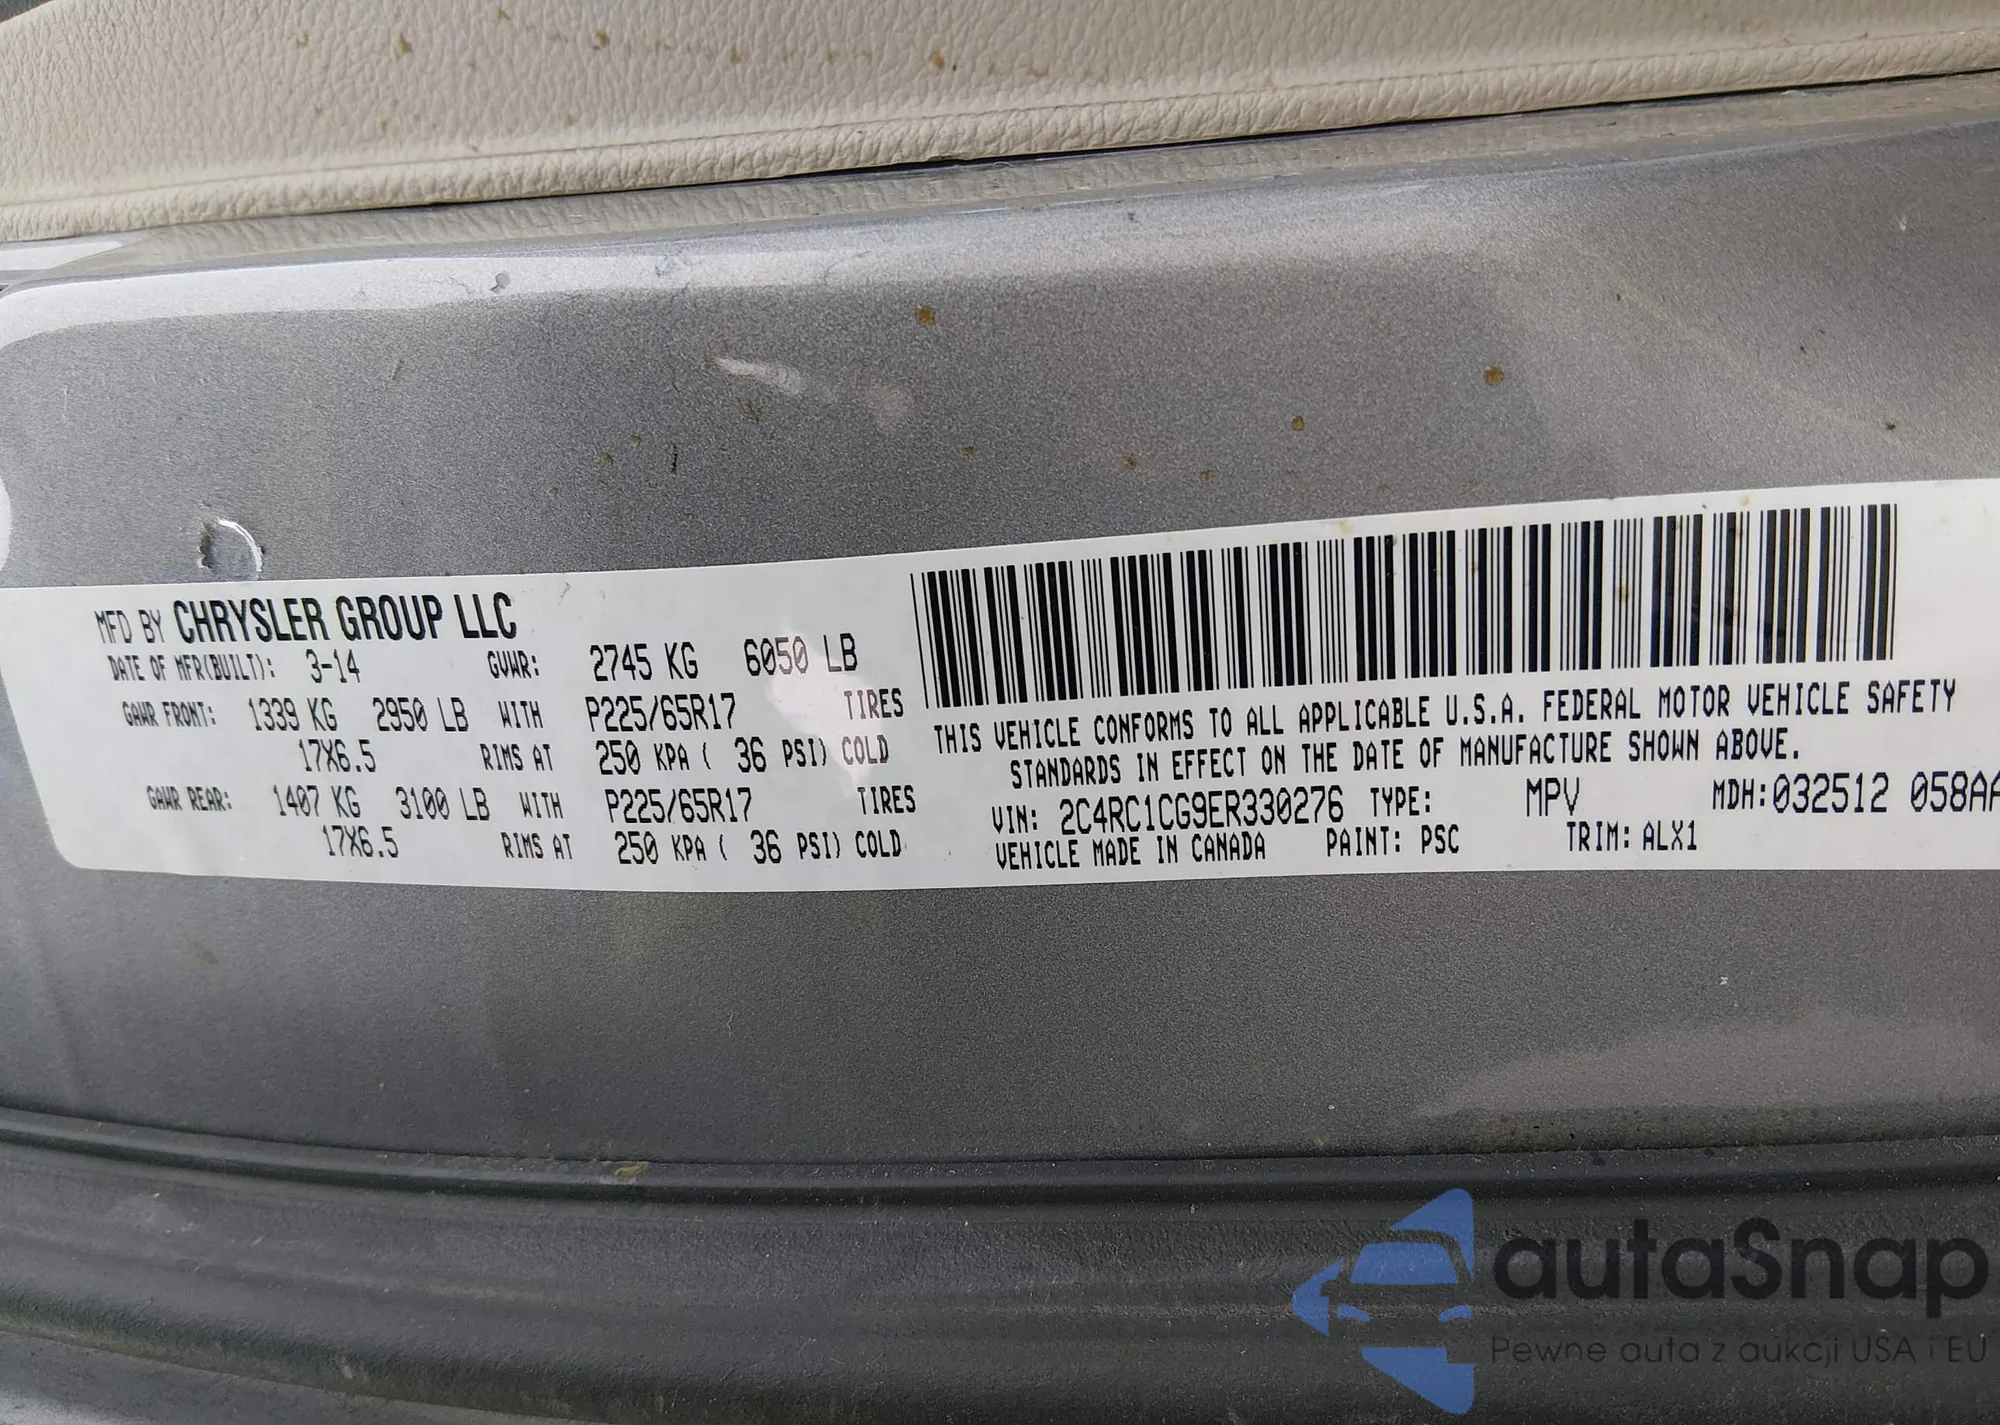 MFD BY CHRYSLER GROUP LLC
DATE OF MFR(BUILT): 3-14 GVWR: 2745 KG 6050 LB
GAWR FRONT: 1339 KG 2950 LB WITH P225/65R17 TIRES
17X6.5 RIMS AT 250 KPA ( 36 PSI) COLD
GAWR REAR: 1407 KG 3100 LB WITH P225/65R17 TIRES
17X6.5 RIMS AT 250 KPA ( 36 PSI) COLD
THIS VEHICLE CONFORMS TO ALL APPLICABLE U.S.A. FEDERAL MOTOR VEHICLE SAFETY
STANDARDS IN EFFECT ON THE DATE OF MANUFACTURE SHOWN ABOVE.
VIN: 2C4RC1CG9ER330276 TYPE: MPV MDH:032512 058AA
VEHICLE MADE IN CANADA PAINT: PSC TRIM: ALX1
autaSnap
Pewne auta z aukcji USA i EU